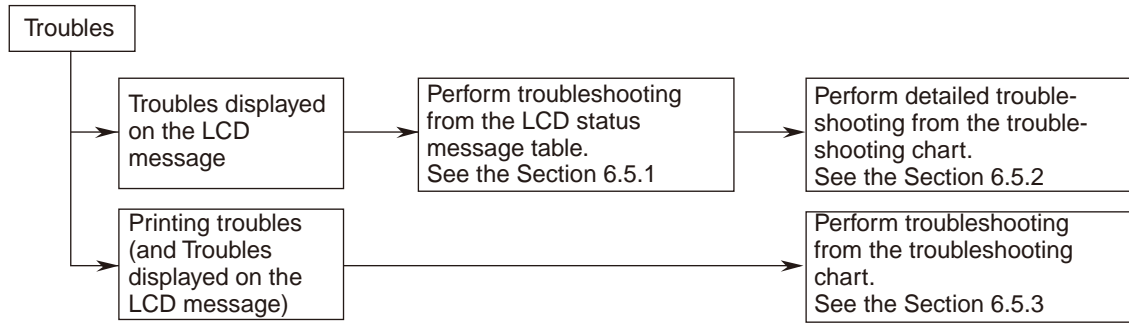 Troubles
Troubles displayed
on the LCD
message
Perform troubleshooting
from the LCD status
message table.
See the Section 6.5.1
Perform detailed trouble-
shooting from the trouble-
shooting chart.
See the Section 6.5.2
Printing troubles
(and Troubles
displayed on the
LCD message)
Perform troubleshooting
from the troubleshooting
chart.
See the Section 6.5.3